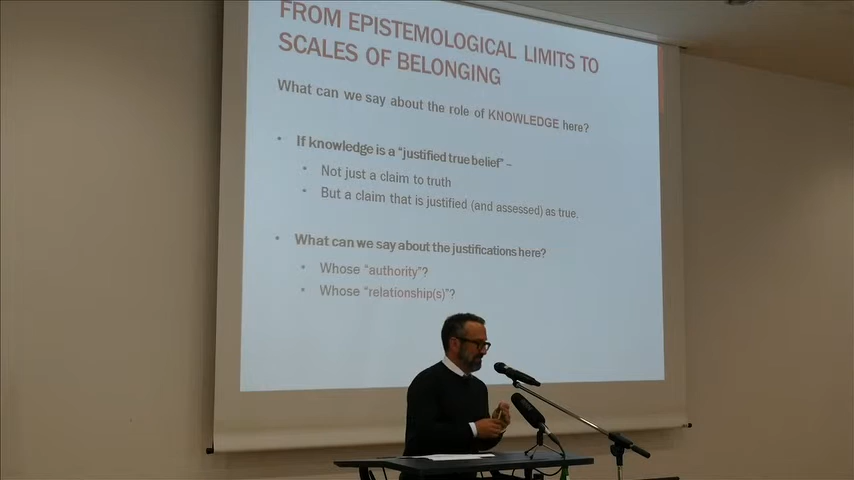 FROM EPISTEMOLOGICAL LIMITS TO
SCALES OF BELONGING
What can we say about the role of KNOWLEDGE here?
• If knowledge is a “justified true belief” –
• Not just a claim to truth
• But a claim that is justified (and assessed) as true.
• What can we say about the justifications here?
• Whose “authority”?
• Whose “relationship(s)”?